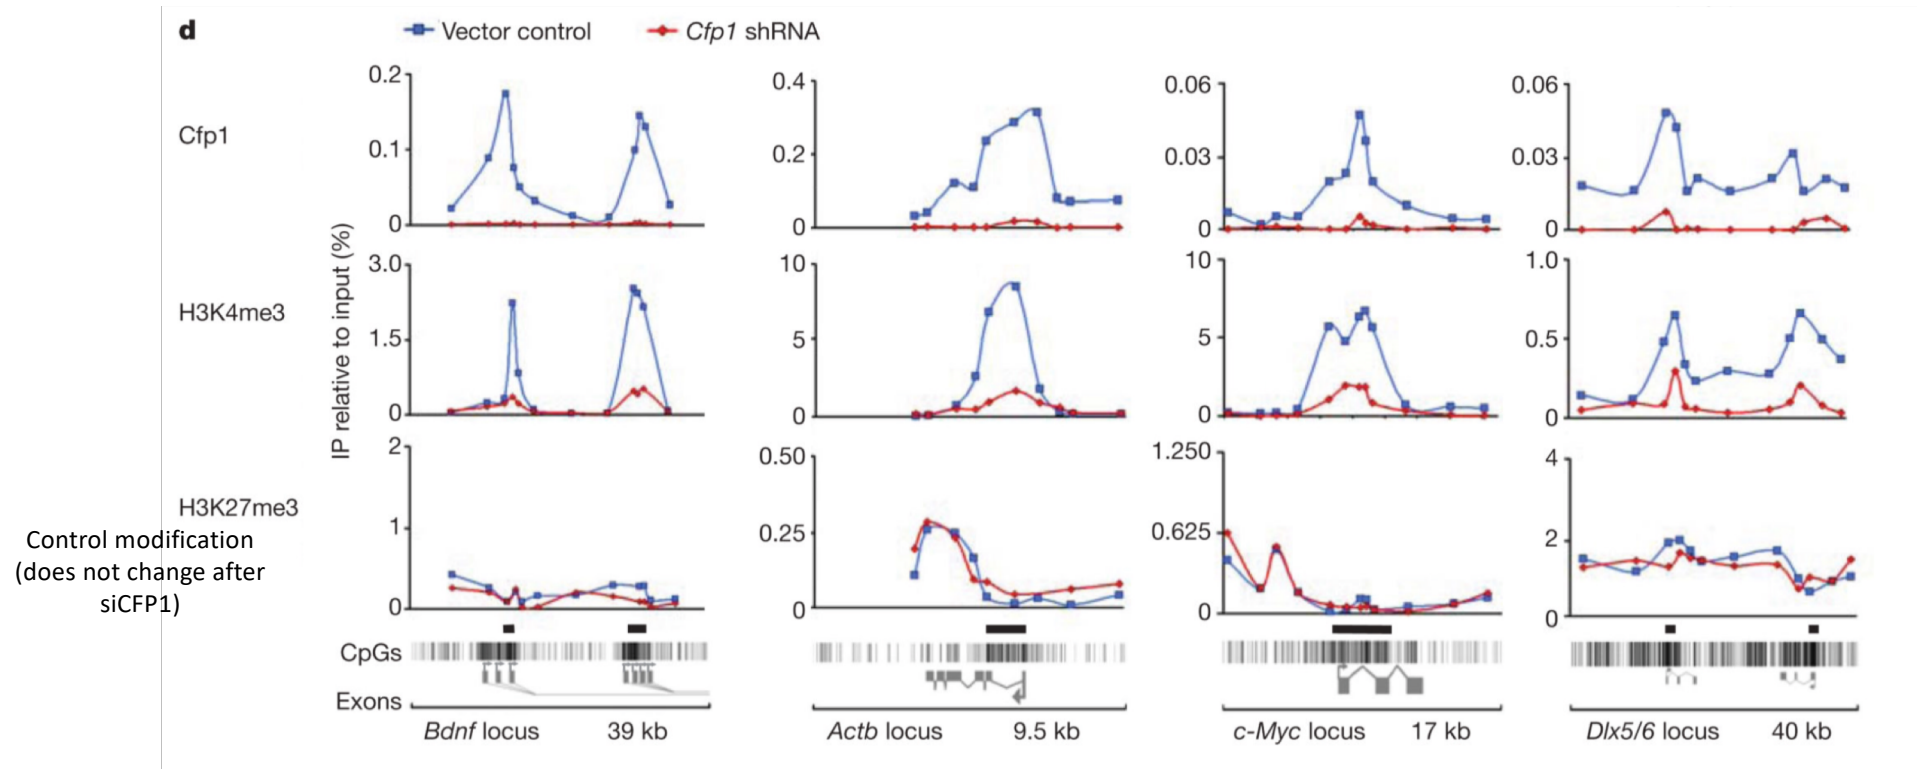 d
Vector control
Cfp1 shRNA
Cfp1
H3K4me3
H3K27me3
Control modification
(does not change after
siCFP1)
IP relative to input (%)
0.2
0.1
0
0.4
0.2
0
0.06
0.03
0
0.06
0.03
0
3.0
1.5
0
10
5
0
10
5
0
1.0
0.5
0
2
1
0
0.50
0.25
0
1.250
0.625
0
4
2
0
CpGs
Exons
Bdnf locus 39 kb
Actb locus 9.5 kb
c-Myc locus 17 kb
Dlx5/6 locus 40 kb